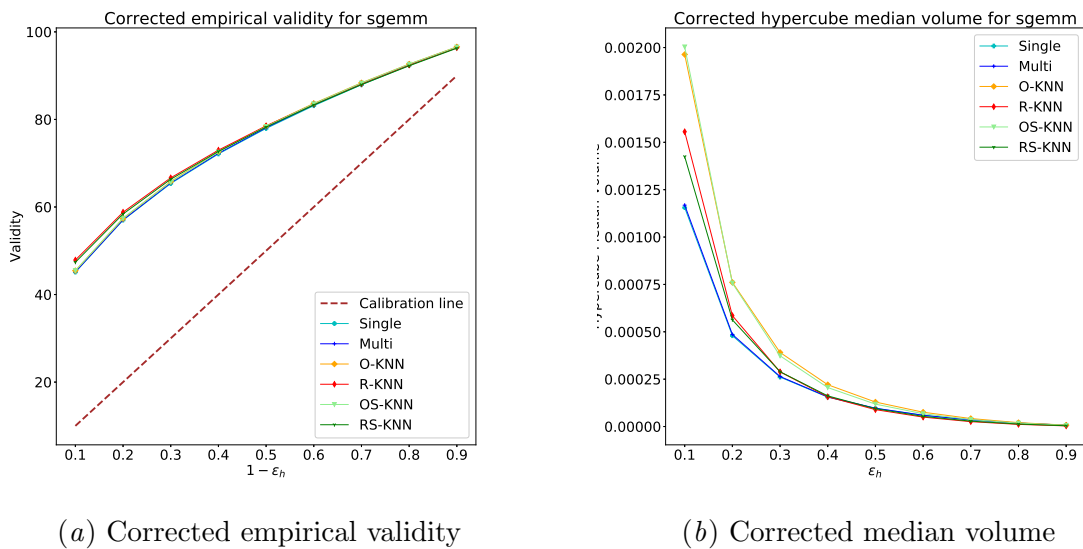 Corrected empirical validity for sgemm
100
80
60
40
20
Validity
0.1 0.2 0.3 0.4 0.5 0.6 0.7 0.8 0.9
1 − ε_h
Calibration line
Single
Multi
O-KNN
R-KNN
OS-KNN
RS-KNN
(a) Corrected empirical validity
Corrected hypercube median volume for sgemm
0.00200
0.00175
0.00150
0.00125
0.00100
0.00075
0.00050
0.00025
0.00000
Hypercube Median Volume
0.1 0.2 0.3 0.4 0.5 0.6 0.7 0.8 0.9
ε_h
Single
Multi
O-KNN
R-KNN
OS-KNN
RS-KNN
(b) Corrected median volume